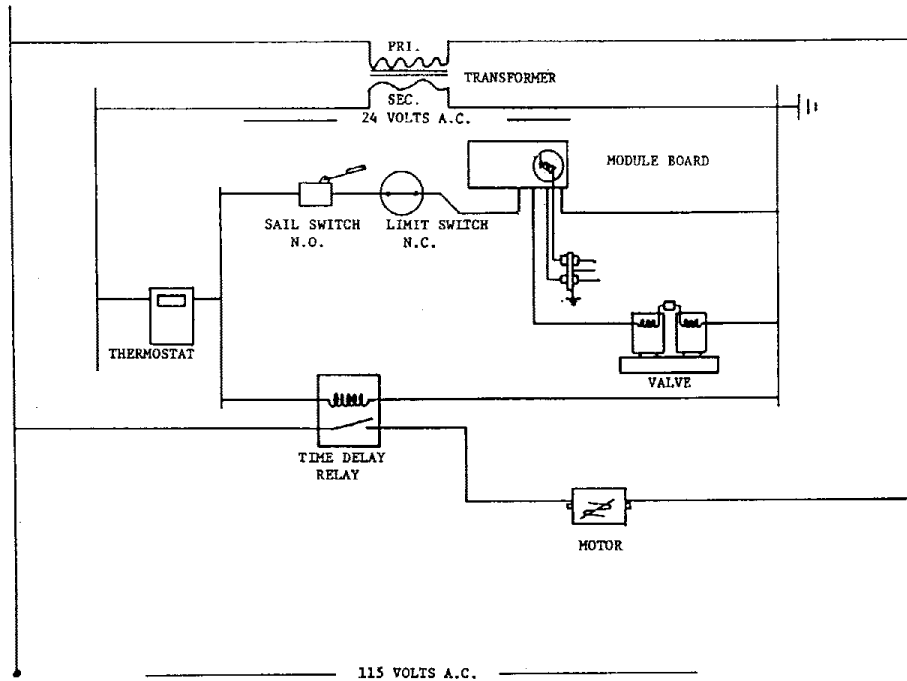 PRI.
TRANSFORMER
SEC.
24 VOLTS A.C.
MODULE BOARD
SAIL SWITCH
N.O.
LIMIT SWITCH
N.C.
THERMOSTAT
VALVE
TIME DELAY
RELAY
MOTOR
115 VOLTS A.C.